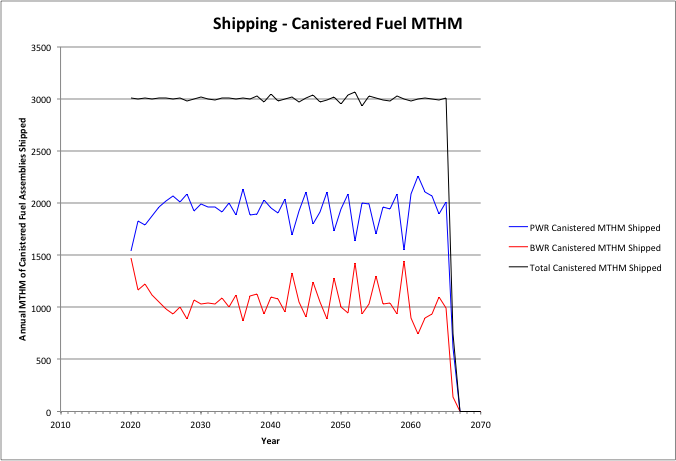 Shipping - Canistered Fuel MTHM
Annual MTHM of Canistered Fuel Assemblies Shipped
3500
3000
2500
2000
1500
1000
500
0
2010 2020 2030 2040 2050 2060 2070
Year
PWR Canistered MTHM Shipped
BWR Canistered MTHM Shipped
Total Canistered MTHM Shipped